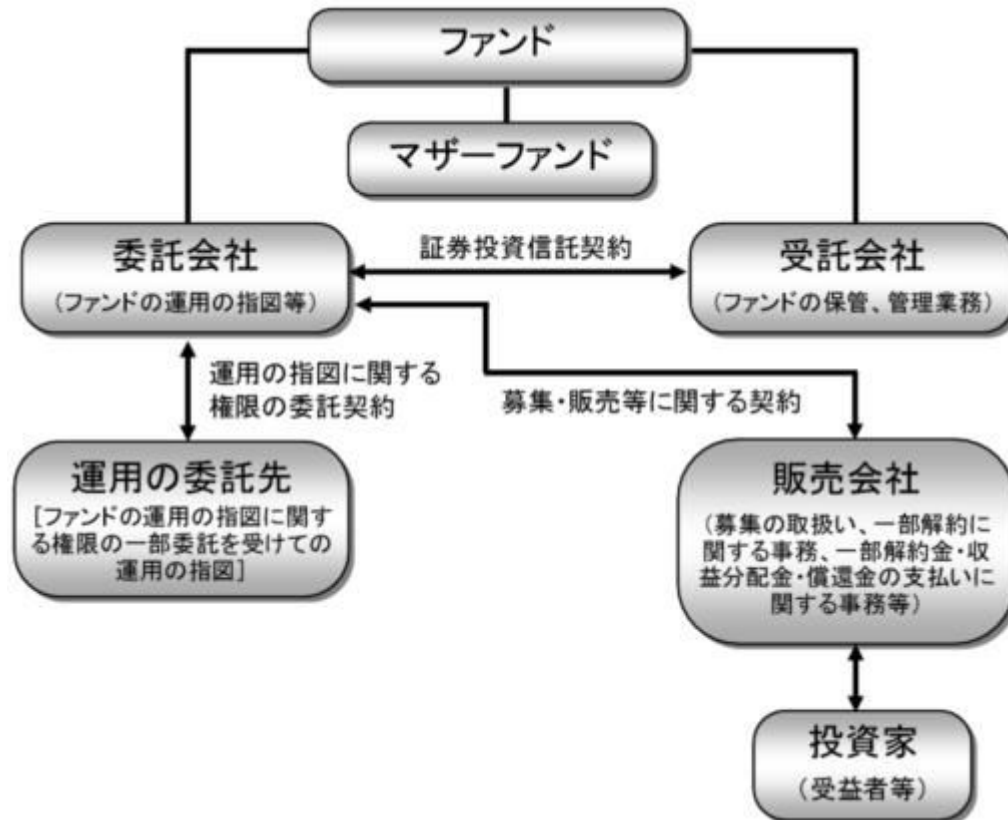 ファンド
マザーファンド
委託会社
(ファンドの運用の指図等)
証券投資信託契約
受託会社
(ファンドの保管、管理業務)
運用の指図に関する
権限の委託契約
募集・販売等に関する契約
運用の委託先
[ファンドの運用の指図に関す
る権限の一部委託を受けての
運用の指図]
販売会社
(募集の取扱い、一部解約に
関する事務、一部解約金・収
益分配金・償還金の支払いに
関する事務等)
投資家
(受益者等)